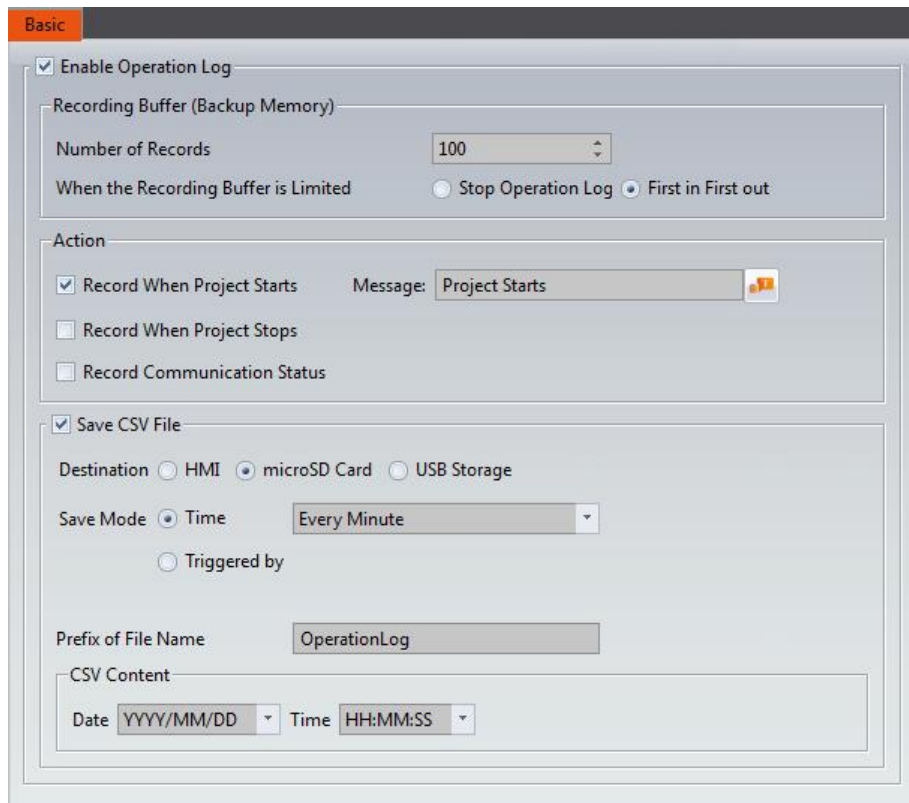 Basic
Enable Operation Log
Recording Buffer (Backup Memory)
Number of Records 100
When the Recording Buffer is Limited Stop Operation Log First in First out
Action
Record When Project Starts Message: Project Starts
Record When Project Stops
Record Communication Status
Save CSV File
Destination HMI microSD Card USB Storage
Save Mode Time Every Minute
Triggered by
Prefix of File Name OperationLog
CSV Content
Date YYYY/MM/DD Time HH:MM:SS